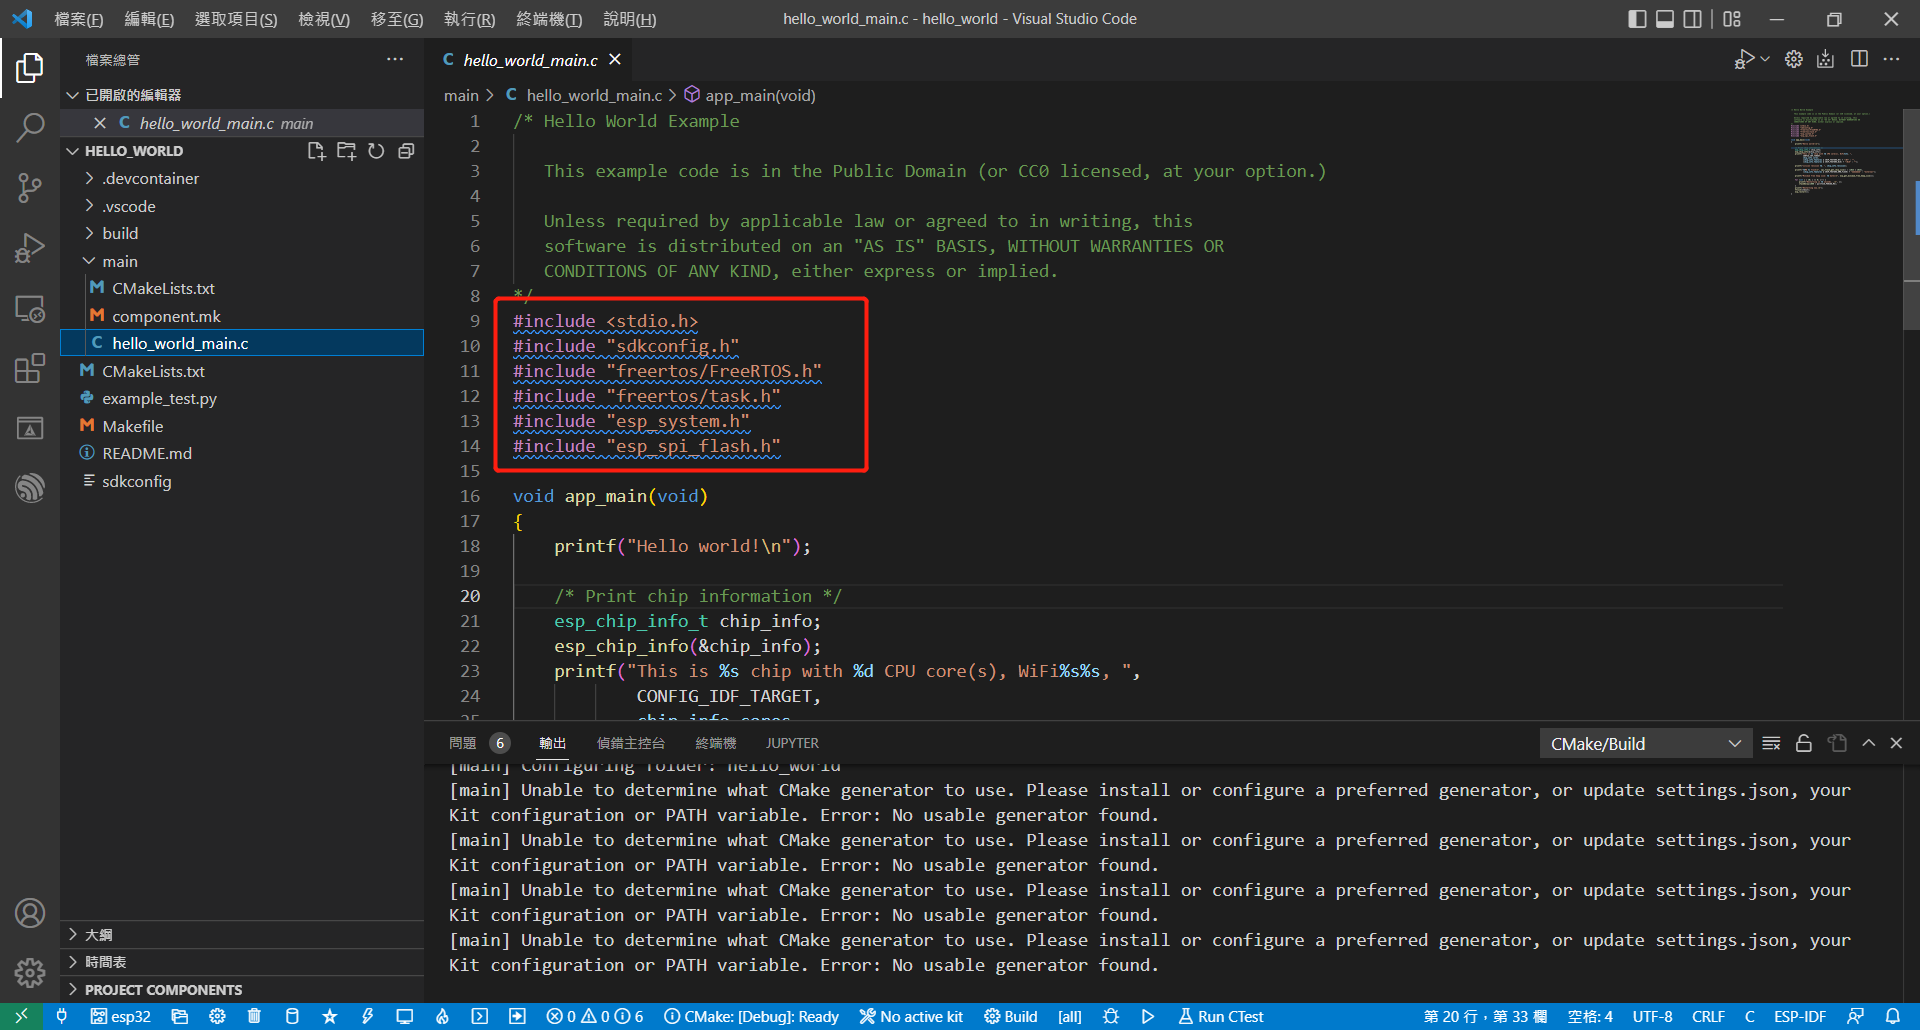 檔案(F) 編輯(E) 選取項目(S) 檢視(V) 移至(G) 執行(R) 終端機(T) 說明(H)
hello_world_main.c - hello_world - Visual Studio Code
檔案總管
已開啟的編輯器
hello_world_main.c main
HELLO_WORLD
.devcontainer
.vscode
build
main
CMakeLists.txt
component.mk
hello_world_main.c
CMakeLists.txt
example_test.py
Makefile
README.md
sdkconfig
大綱
時間表
PROJECT COMPONENTS
hello_world_main.c
main > hello_world_main.c > app_main(void)
1 /* Hello World Example
2
3 This example code is in the Public Domain (or CC0 licensed, at your option.)
4
5 Unless required by applicable law or agreed to in writing, this
6 software is distributed on an "AS IS" BASIS, WITHOUT WARRANTIES OR
7 CONDITIONS OF ANY KIND, either express or implied.
8 */
9 #include <stdio.h>
10 #include "sdkconfig.h"
11 #include "freertos/FreeRTOS.h"
12 #include "freertos/task.h"
13 #include "esp_system.h"
14 #include "esp_spi_flash.h"
15
16 void app_main(void)
17 {
18 printf("Hello world!\n");
19
20 /* Print chip information */
21 esp_chip_info_t chip_info;
22 esp_chip_info(&chip_info);
23 printf("This is %s chip with %d CPU core(s), WiFi%s%s, ",
24 CONFIG_IDF_TARGET,
25 chip_info.cores,
問題 6 輸出 偵錯主控台 終端機 JUPYTER
CMake/Build
[main] Configuring folder: hello_world
[main] Unable to determine what CMake generator to use. Please install or configure a preferred generator, or update settings.json, your
Kit configuration or PATH variable. Error: No usable generator found.
[main] Unable to determine what CMake generator to use. Please install or configure a preferred generator, or update settings.json, your
Kit configuration or PATH variable. Error: No usable generator found.
[main] Unable to determine what CMake generator to use. Please install or configure a preferred generator, or update settings.json, your
Kit configuration or PATH variable. Error: No usable generator found.
[main] Unable to determine what CMake generator to use. Please install or configure a preferred generator, or update settings.json, your
Kit configuration or PATH variable. Error: No usable generator found.
esp32 0 0 6 CMake: [Debug]: Ready No active kit Build [all] Run CTest 第 20 行，第 33 欄 空格: 4 UTF-8 CRLF C ESP-IDF